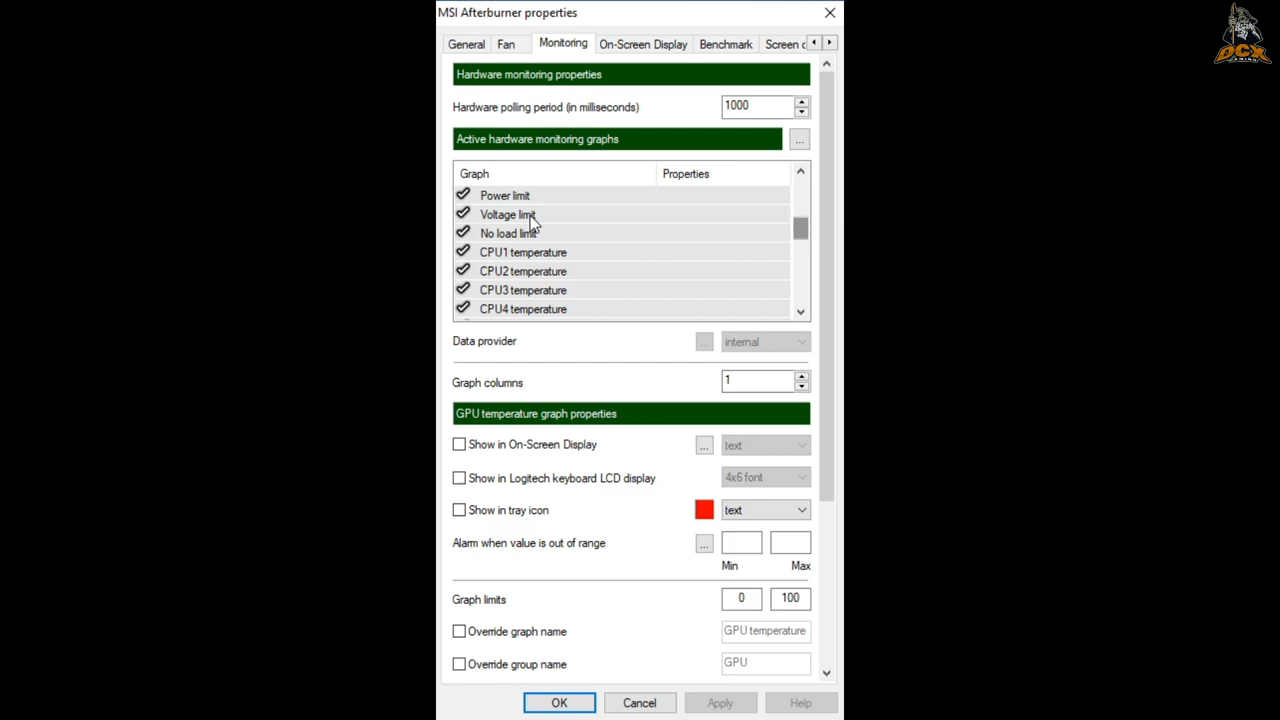 MSI Afterburner properties
General Fan Monitoring On-Screen Display Benchmark Screen c
Hardware monitoring properties
Hardware polling period (in milliseconds) 1000
Active hardware monitoring graphs ...
Graph Properties
Power limit
Voltage limit
No load limit
CPU1 temperature
CPU2 temperature
CPU3 temperature
CPU4 temperature
Data provider ... internal
Graph columns 1
GPU temperature graph properties
Show in On-Screen Display ... text
Show in Logitech keyboard LCD display 4x6 font
Show in tray icon text
Alarm when value is out of range ...
Min Max
Graph limits 0 100
Override graph name GPU temperature
Override group name GPU
OK Cancel Apply Help
DCX
GAMING